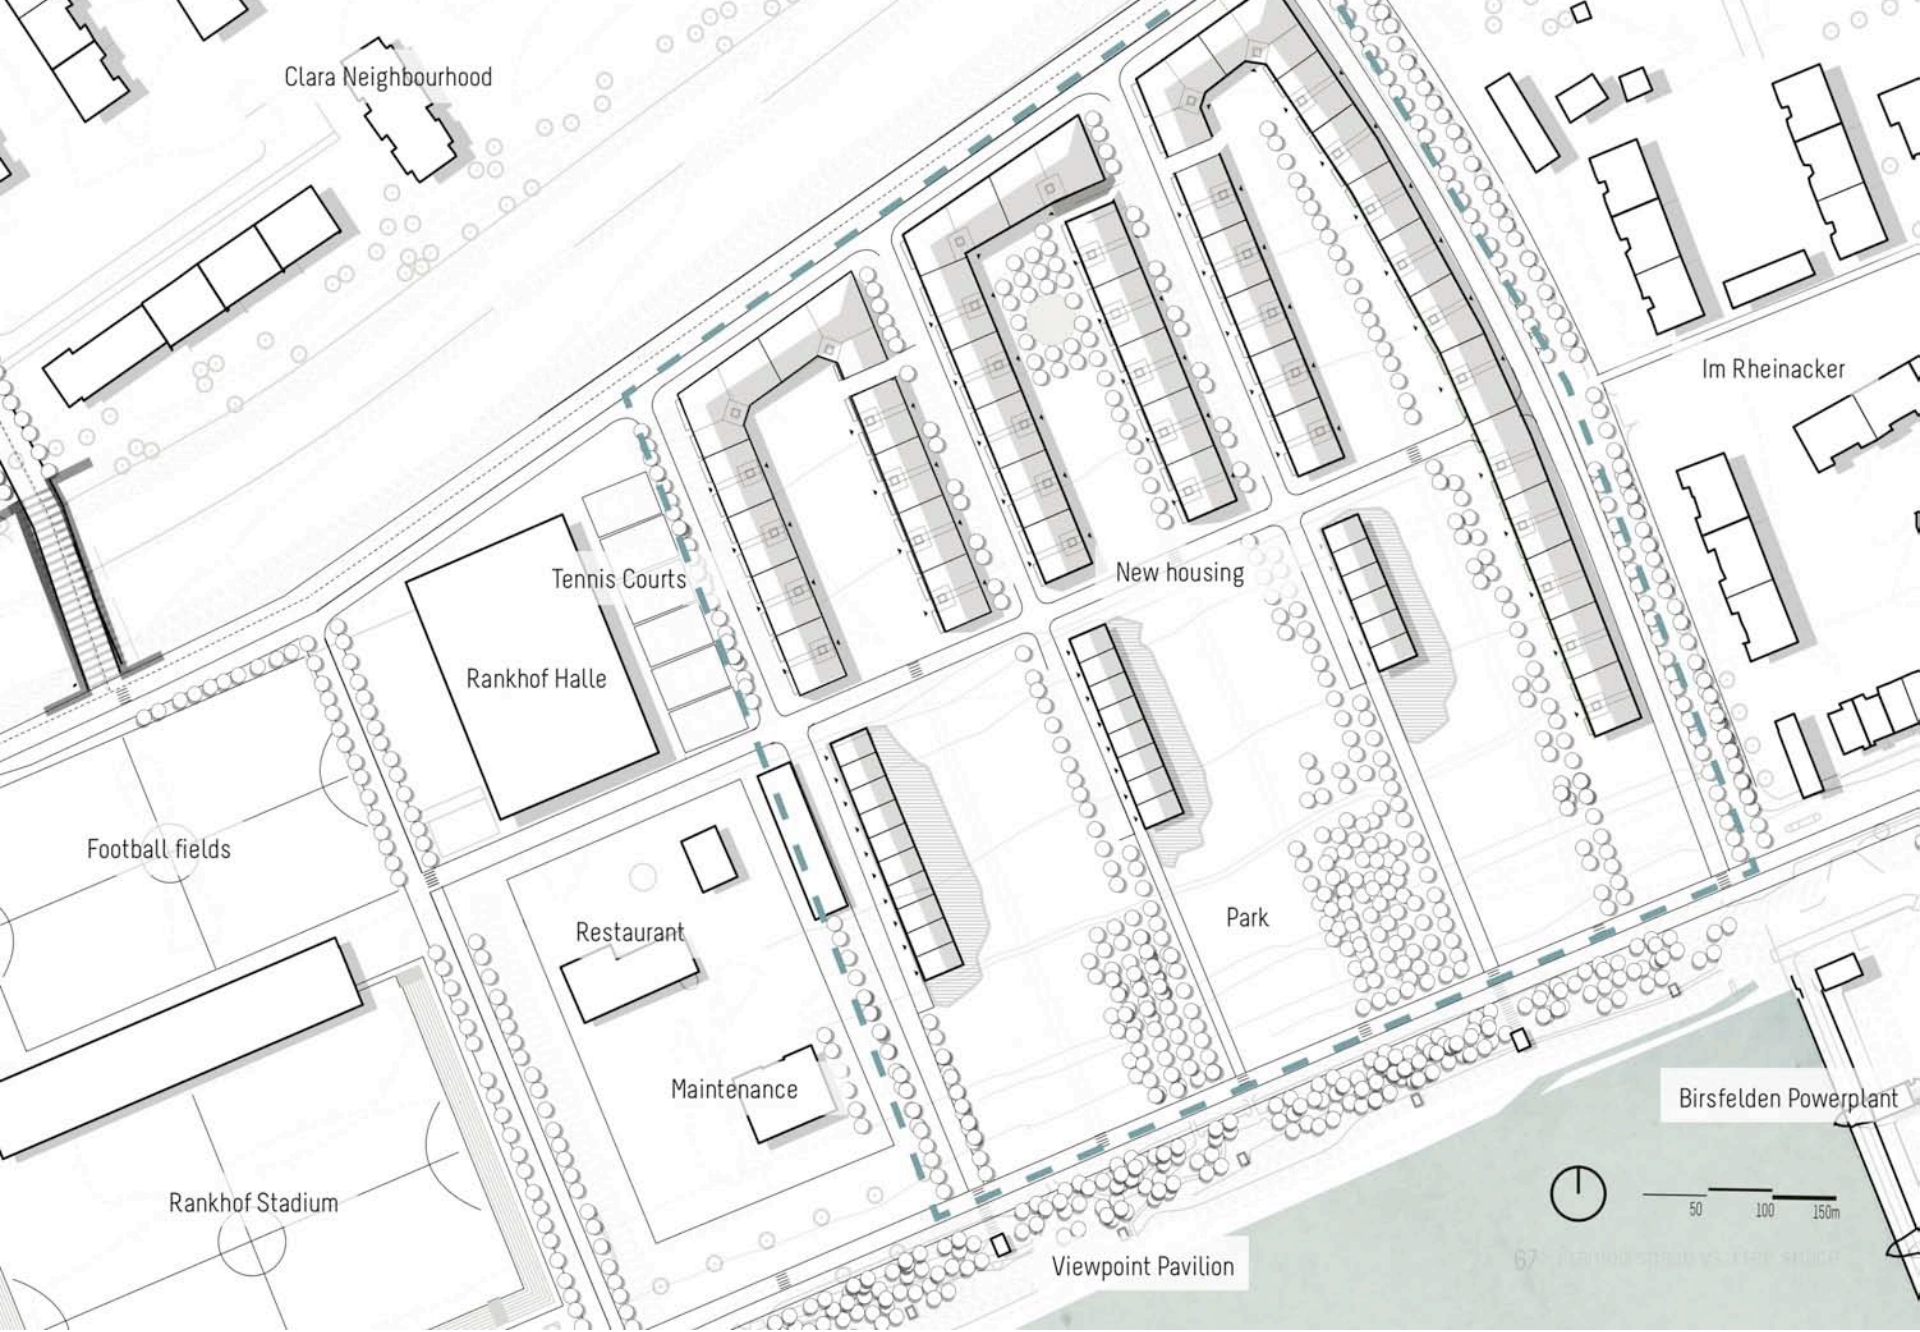 Clara Neighbourhood
Im Rheinacker
Tennis Courts
New housing
Rankhof Halle
Football fields
Restaurant
Park
Maintenance
Birsfelden Powerplant
Rankhof Stadium
50 100 150m
Viewpoint Pavilion
67